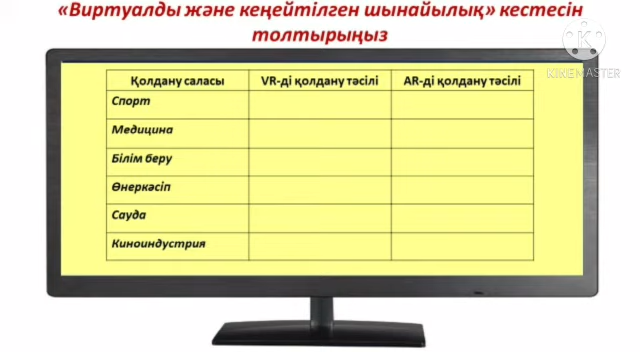 «Виртуалды және кеңейтілген шынайылық» кестесін
толтырыңыз
KINEMASTER
Қолдану саласы VR-ді қолдану тәсілі AR-ді қолдану тәсілі
Спорт
Медицина
Білім беру
Өнеркәсіп
Сауда
Киноиндустрия